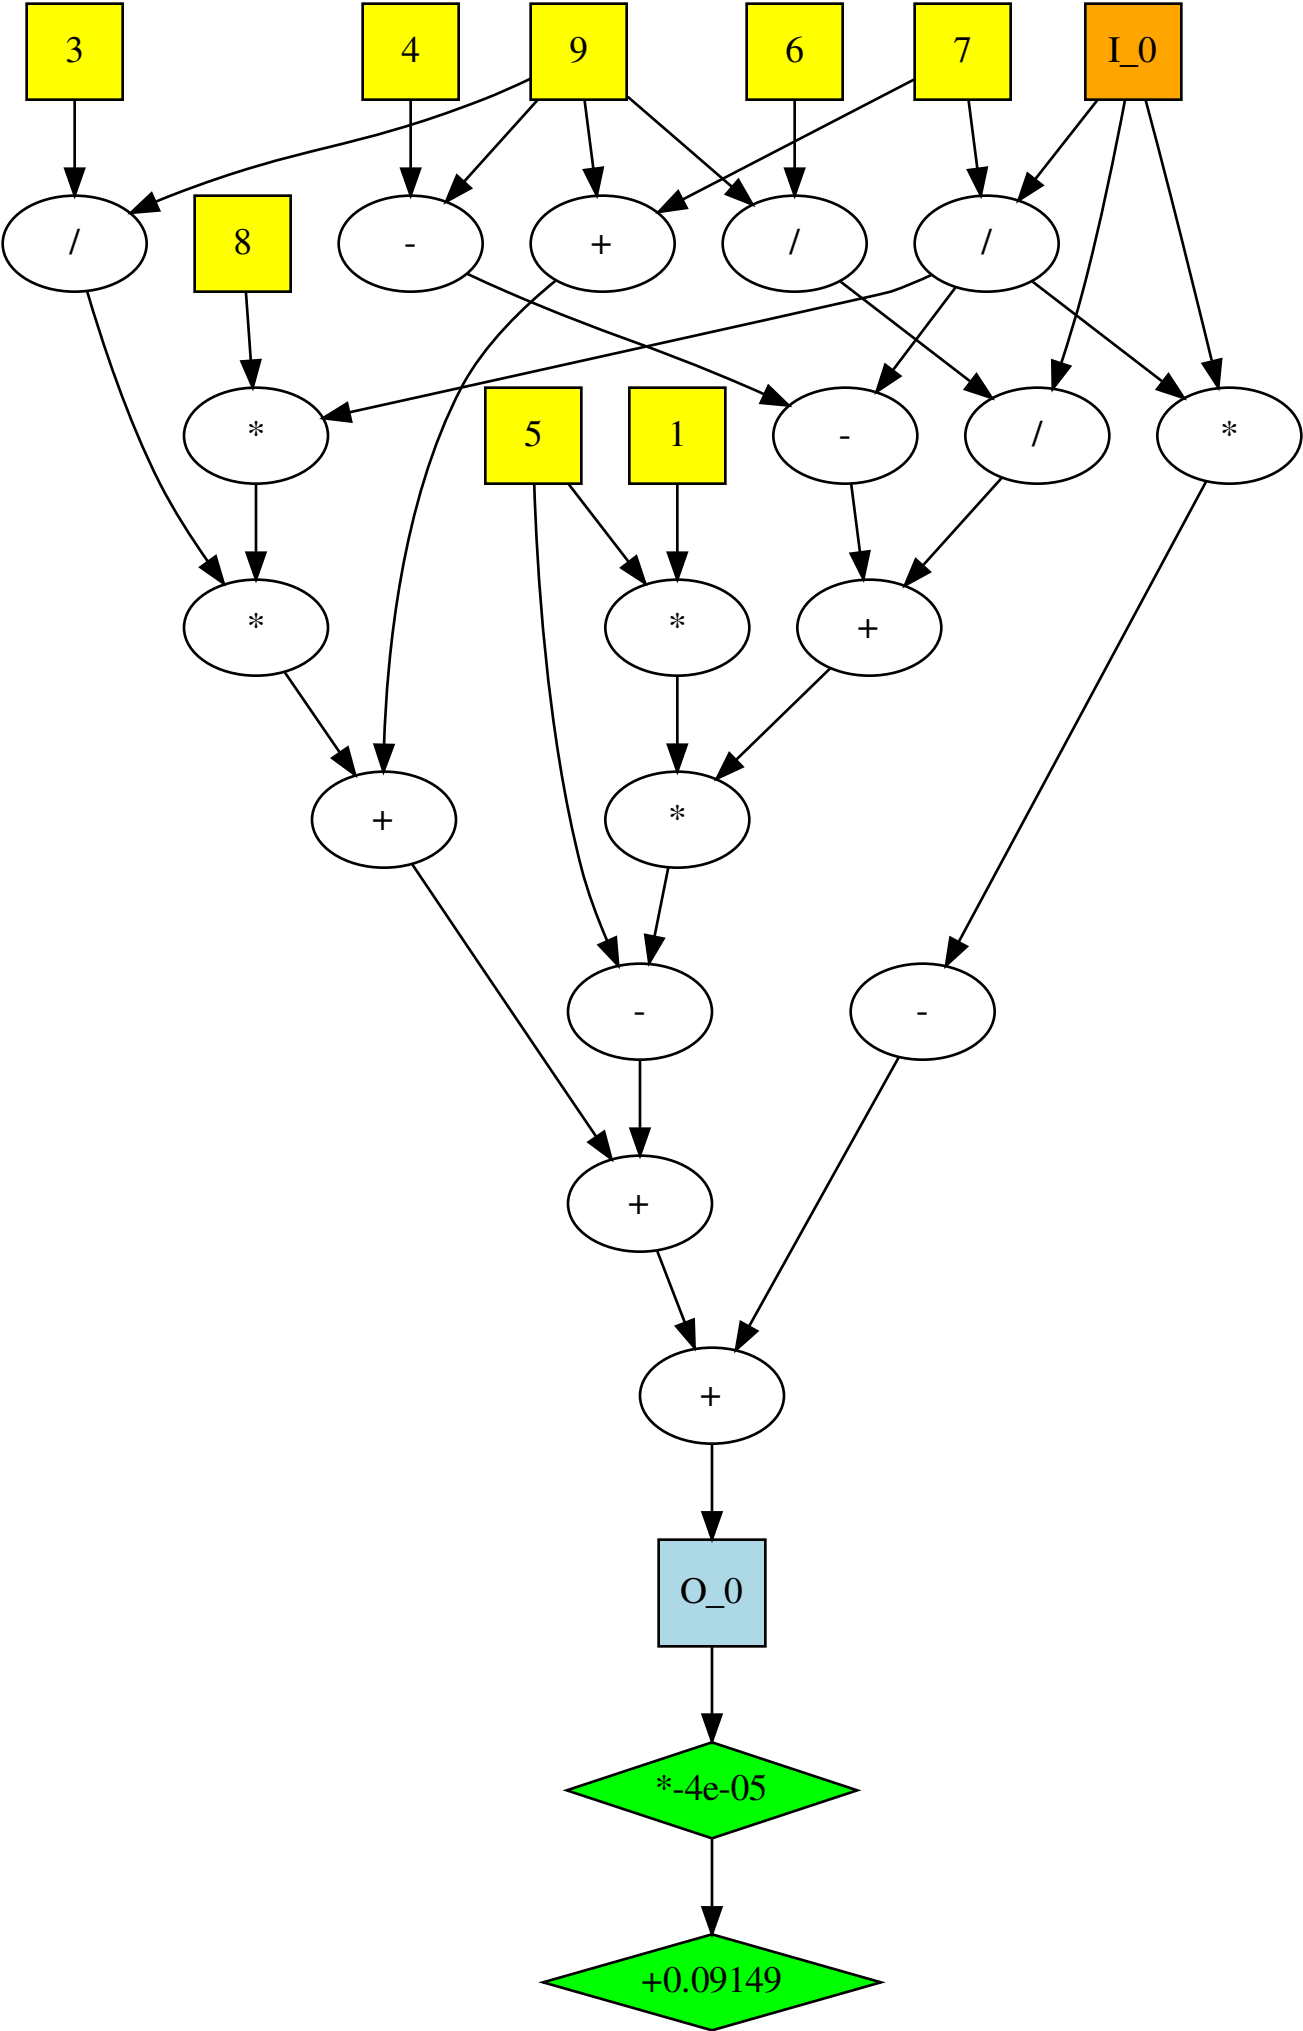 3 4 9 6 7 I_0
/ 8 - + / /
* 5 1 - / *
* * +
+ *
- -
+
+
O_0
*-4e-05
+0.09149